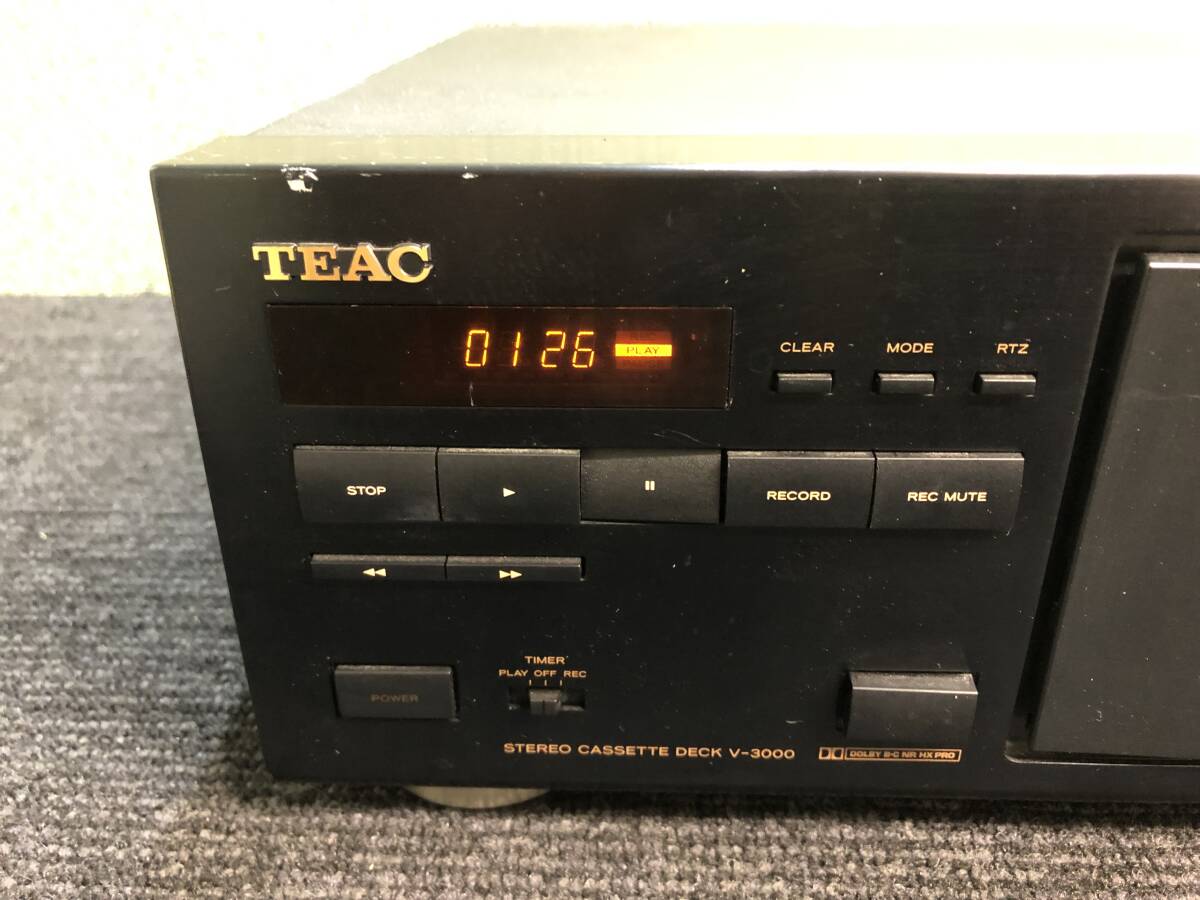 TEAC
0126 PLAY
CLEAR MODE RTZ
STOP RECORD REC MUTE
POWER
TIMER
PLAY OFF REC
STEREO CASSETTE DECK V-3000
DOLBY B-C NR HX PRO